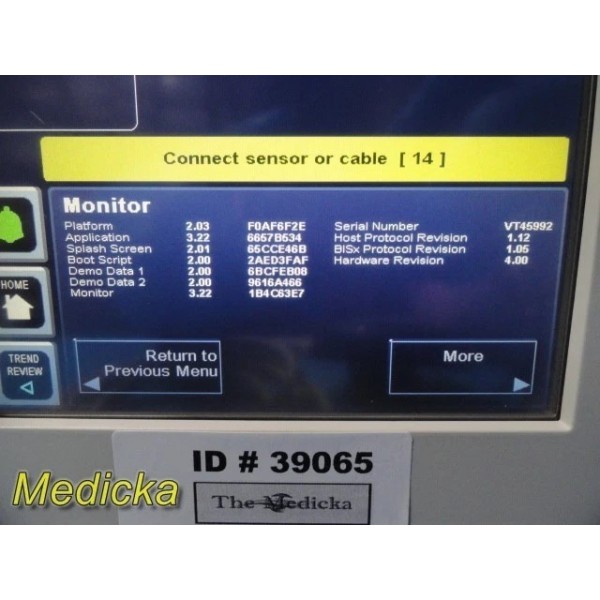 Connect sensor or cable [ 14 ]
Monitor
Platform 2.03 F0AF6F2E Serial Number VT45992
Application 3.22 6657B534 Host Protocol Revision 1.12
Splash Screen 2.01 65CCE46B BISx Protocol Revision 1.05
Boot Script 2.00 2AED3FAF Hardware Revision 4.00
Demo Data 1 2.00 6BCFEB08
Demo Data 2 2.00 9616A466
Monitor 3.22 1B4C63E7
HOME
TREND
REVIEW
Return to
Previous Menu
More
ID # 39065
The Medicka
Medicka